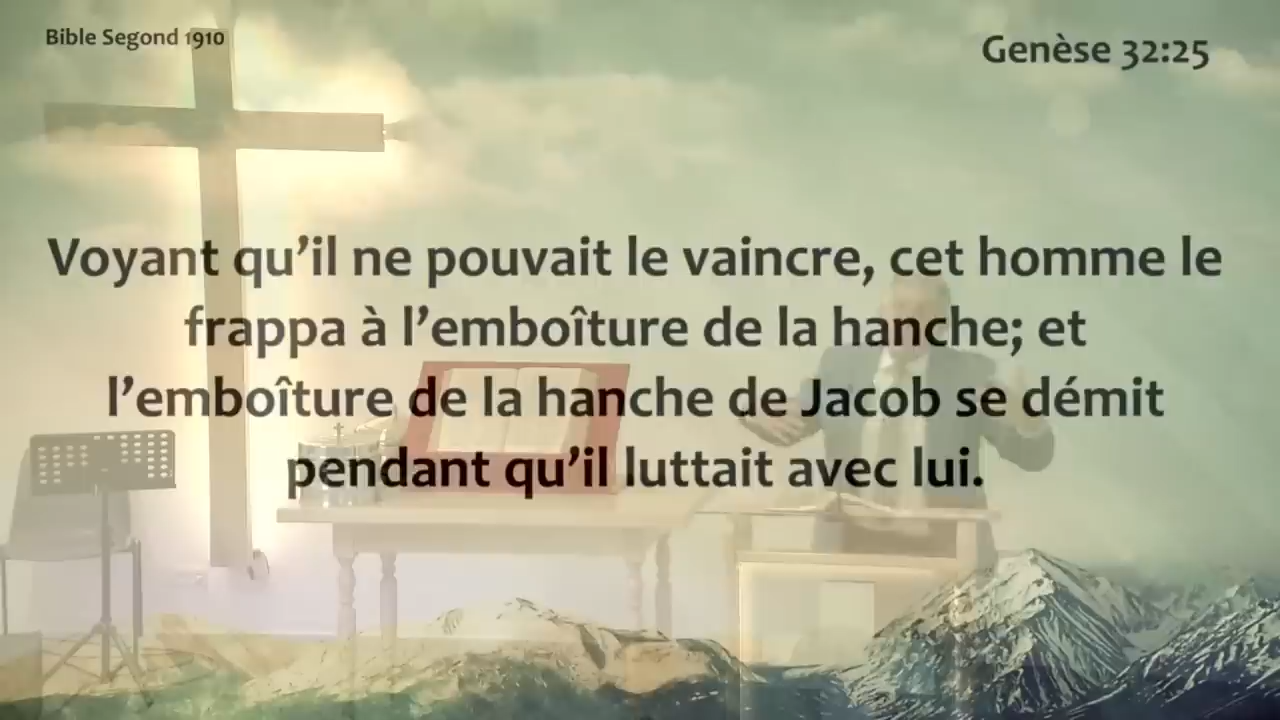 Bible Segond 1910
Genèse 32:25
Voyant qu’il ne pouvait le vaincre, cet homme le
frappa à l’emboîture de la hanche; et
l’emboîture de la hanche de Jacob se démit
pendant qu’il luttait avec lui.